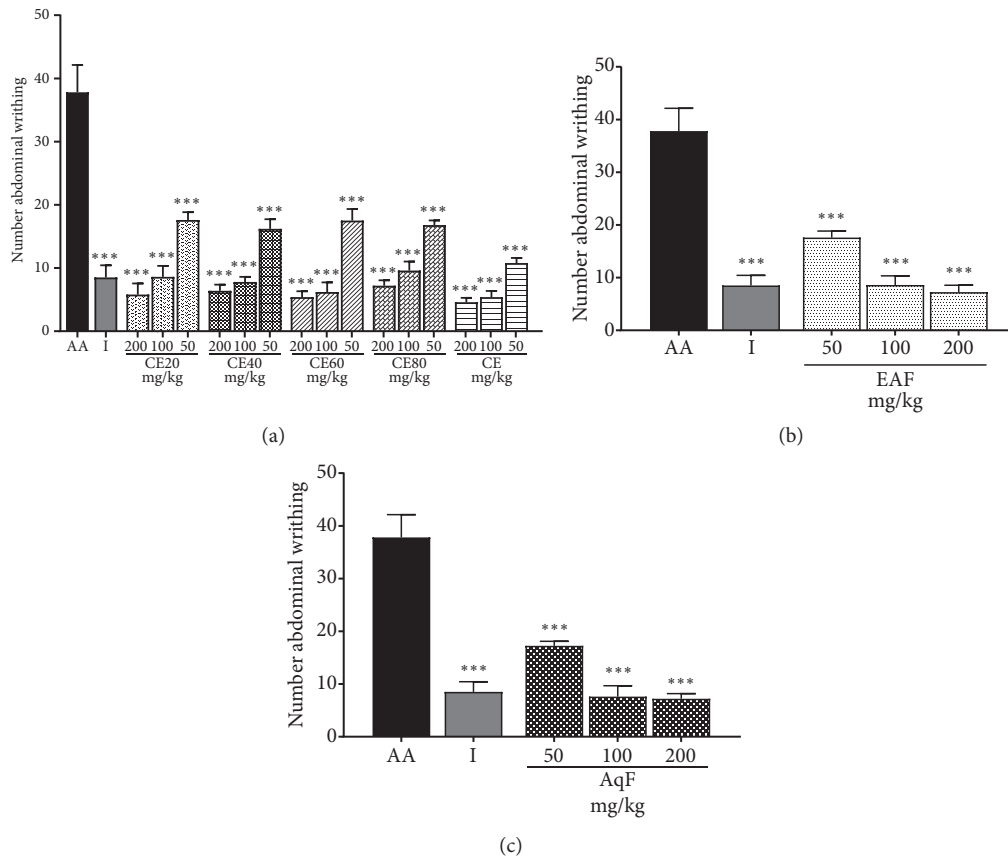 50
40
30
20
10
0
Number abdominal writhing
*** *** *** *** *** *** *** *** *** *** *** *** *** *** *** ***
AA I 200 100 50 200 100 50 200 100 50 200 100 50 200 100 50
CE20 CE40 CE60 CE80 CE
mg/kg mg/kg mg/kg mg/kg mg/kg
(a)
50
40
30
20
10
0
Number abdominal writhing
*** *** *** ***
AA I 50 100 200
EAF
mg/kg
(b)
50
40
30
20
10
0
Number abdominal writhing
*** *** *** ***
AA I 50 100 200
AqF
mg/kg
(c)